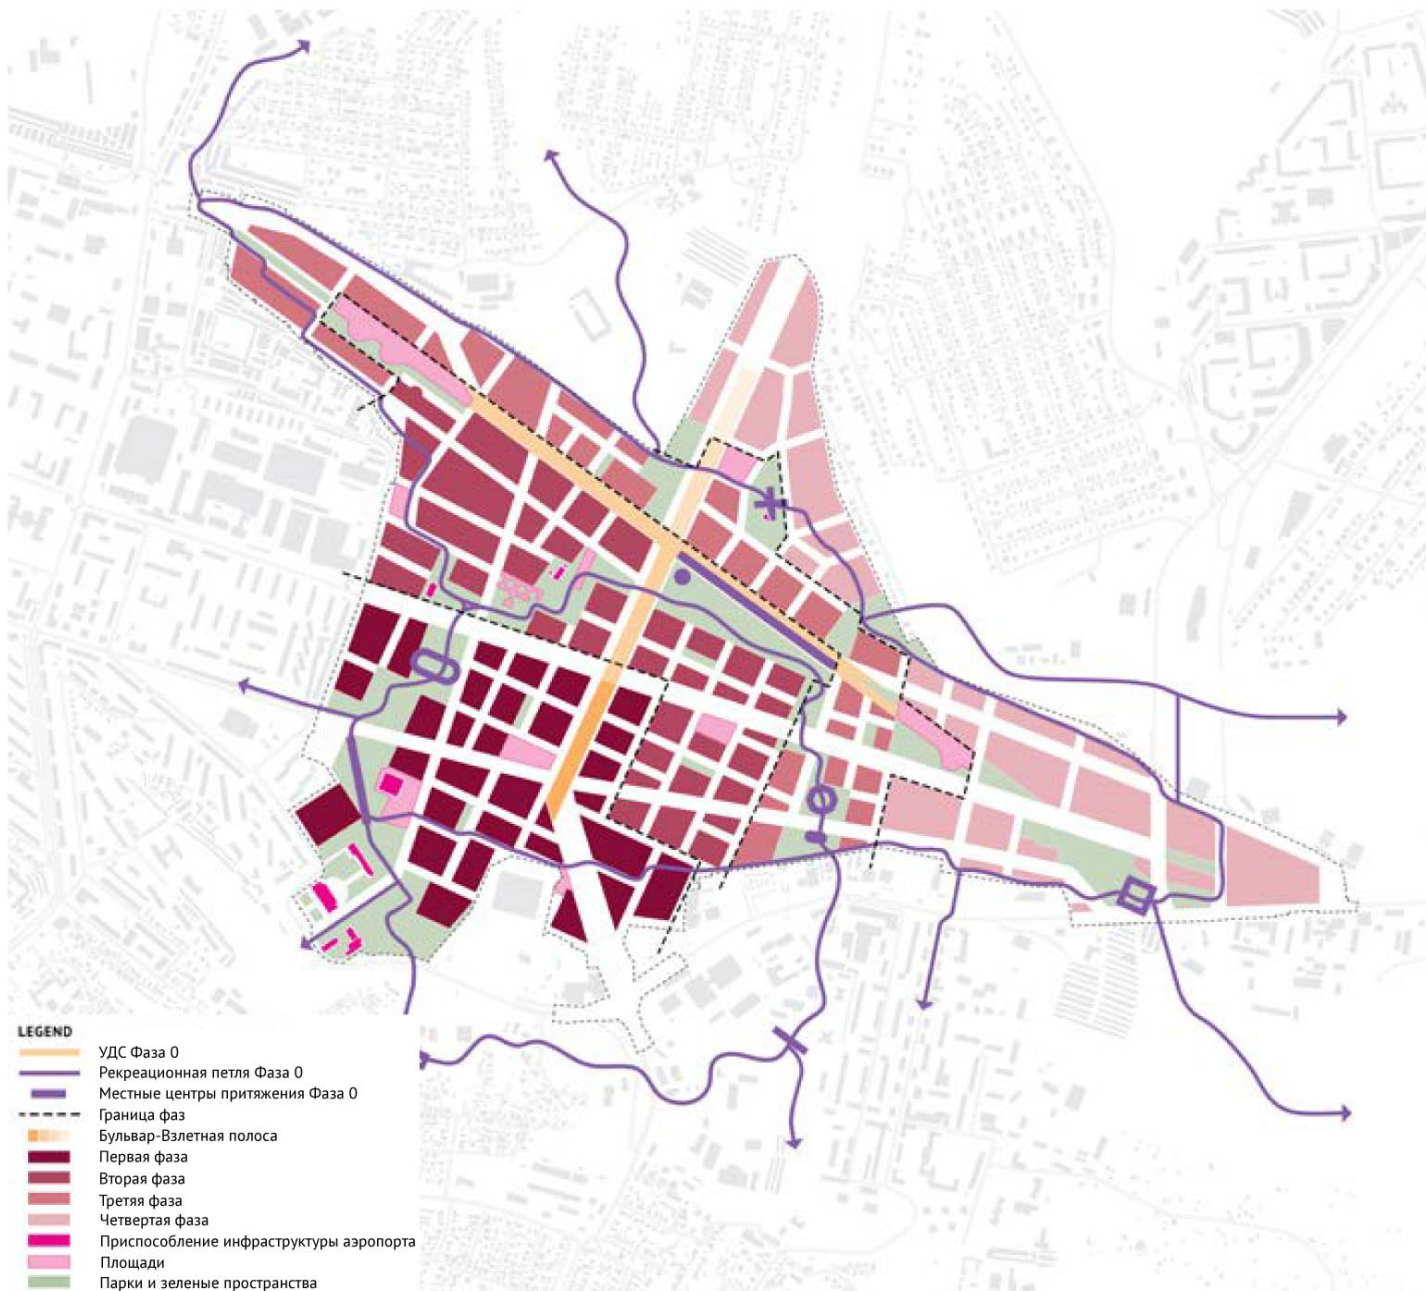 LEGEND
УДС Фаза 0
Рекреационная петля Фаза 0
Местные центры притяжения Фаза 0
Граница фаз
Бульвар-Взлетная полоса
Первая фаза
Вторая фаза
Третяя фаза
Четвертая фаза
Приспособление инфраструктуры аэропорта
Площади
Парки и зеленые пространства